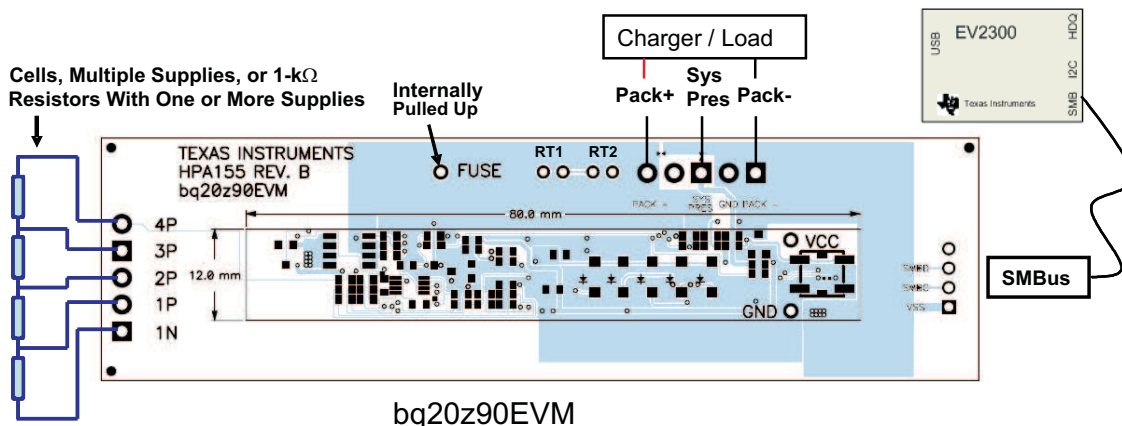 Cells, Multiple Supplies, or 1-kΩ
Resistors With One or More Supplies
Internally
Pulled Up
Charger / Load
Pack+
Sys
Pres
Pack-
USB
EV2300
HDQ
I2C
SMB
Texas Instruments
TEXAS INSTRUMENTS
HPA155 REV. B
bq20z90EVM
FUSE
RT1
RT2
PACK -
SYS
PRES
GND
PACK -
80.0 mm
12.0 mm
4P
3P
2P
1P
1N
VCC
GND
SMBD
SMBC
VSS
SMBus
bq20z90EVM